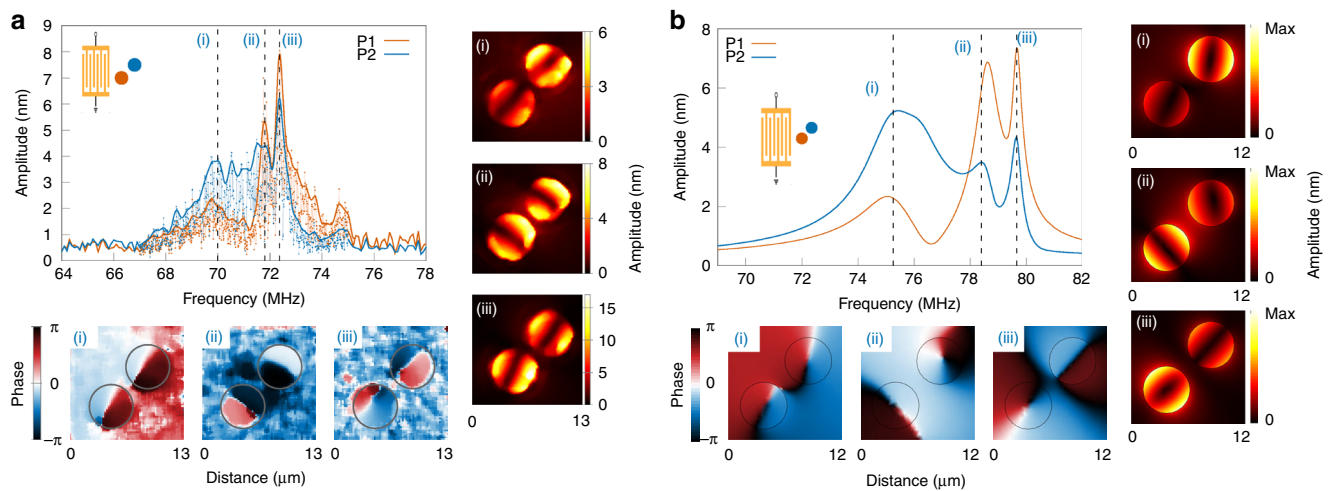 a
9
8
7
6
5
4
3
2
1
0
Amplitude (nm)
(i)
(ii)
(iii)
P1
P2
64
66
68
70
72
74
76
78
Frequency (MHz)
(i)
6
3
0
(ii)
8
4
0
(iii)
15
10
5
0
Amplitude (nm)
0
13
Phase
π
0
−π
(i)
(ii)
(iii)
0
13
0
13
0
13
Distance (μm)
b
8
6
4
2
0
Amplitude (nm)
P1
P2
(i)
(ii)
(iii)
70
72
74
76
78
80
82
Frequency (MHz)
(i)
Max
0
0
12
(ii)
Max
0
0
12
(iii)
Max
0
0
12
Amplitude (nm)
Phase
π
0
−π
(i)
(ii)
(iii)
0
12
0
12
0
12
Distance (μm)